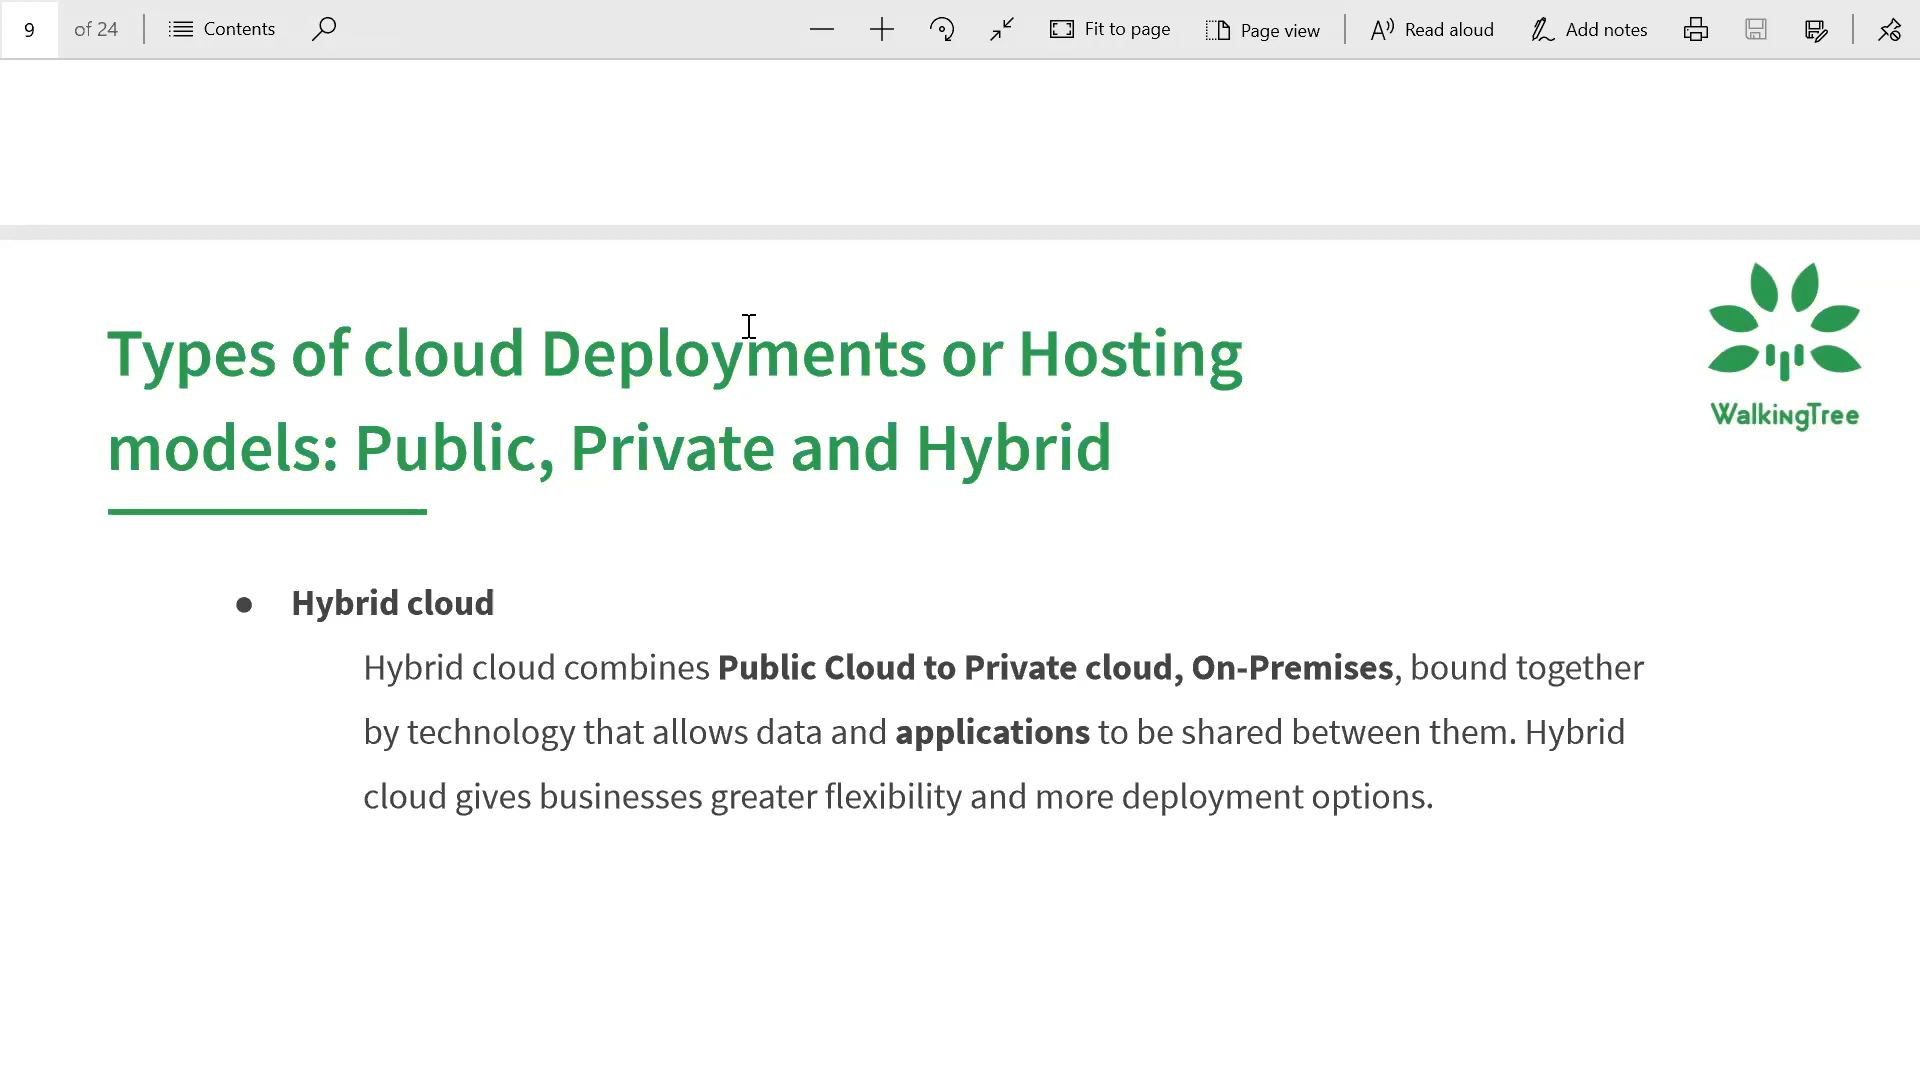 9 of 24 Contents Fit to page Page view Read aloud Add notes
Types of cloud Deployments or Hosting
models: Public, Private and Hybrid
WalkingTree
● Hybrid cloud
Hybrid cloud combines Public Cloud to Private cloud, On-Premises, bound together
by technology that allows data and applications to be shared between them. Hybrid
cloud gives businesses greater flexibility and more deployment options.